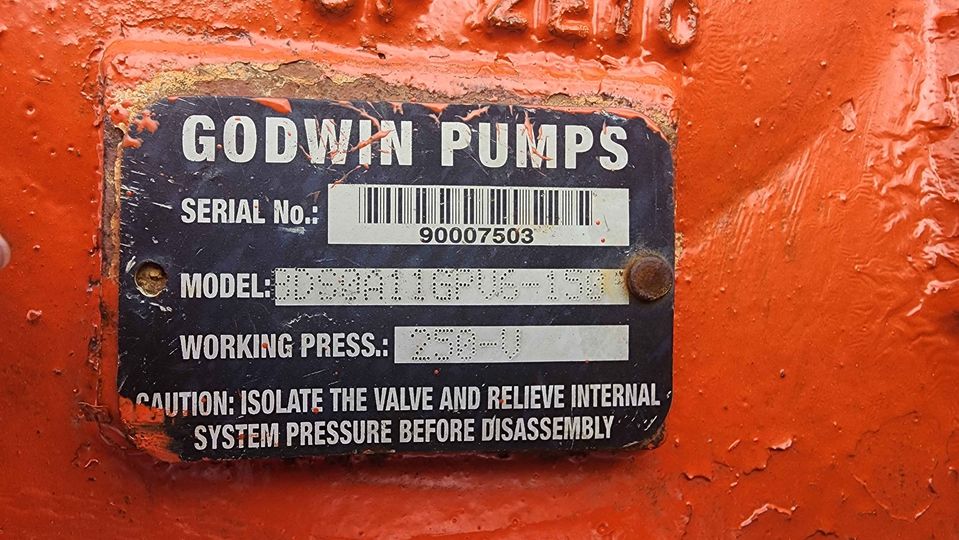 GODWIN PUMPS
SERIAL No.:
90007503
MODEL:
WORKING PRESS.: 250-V
CAUTION: ISOLATE THE VALVE AND RELIEVE INTERNAL
SYSTEM PRESSURE BEFORE DISASSEMBLY